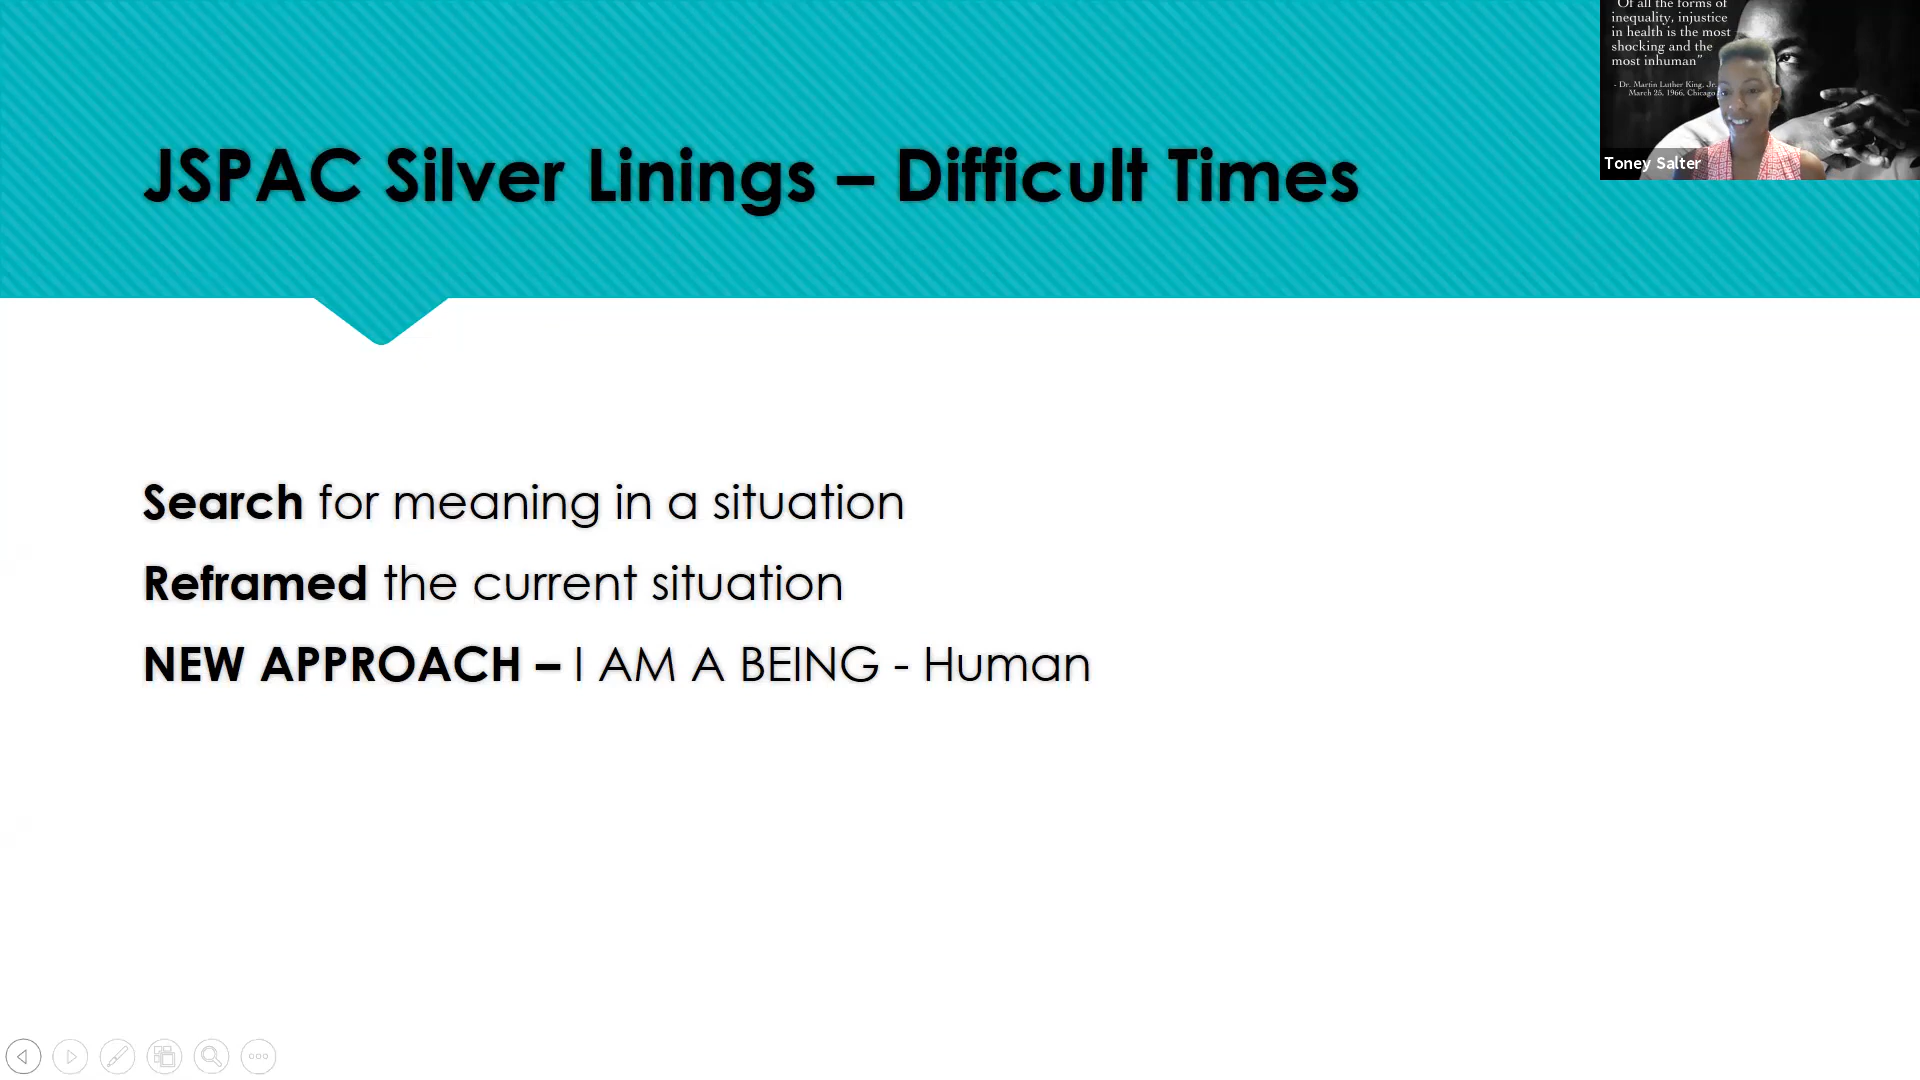 JSPAC Silver Linings – Difficult Times
"Of all the forms of
inequality, injustice
in health is the most
shocking and the
most inhuman"
- Dr. Martin Luther King, Jr.
March 25, 1966, Chicago
Toney Salter
Search for meaning in a situation
Reframed the current situation
NEW APPROACH – I AM A BEING - Human